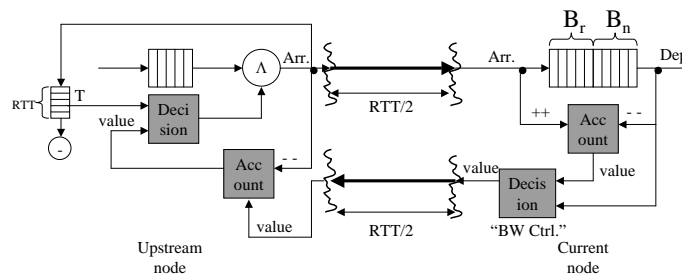 B_r B_n
Arr.
Arr.
Dep
Λ
RTT
T
Deci
sion
RTT/2
value
++
- -
Acc
ount
-
Acc
ount
- -
value
value
Decis
ion
value
RTT/2
"BW Ctrl."
Upstream
node
Current
node